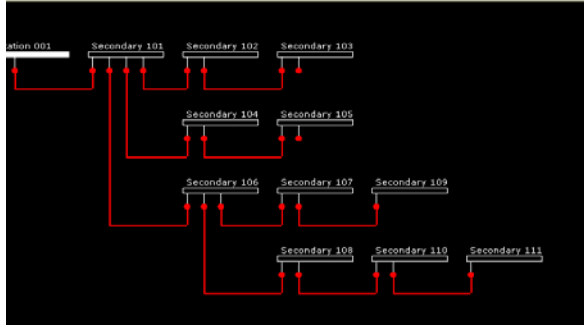 ation 001
Secondary 101
Secondary 102
Secondary 103
Secondary 104
Secondary 105
Secondary 106
Secondary 107
Secondary 109
Secondary 108
Secondary 110
Secondary 111